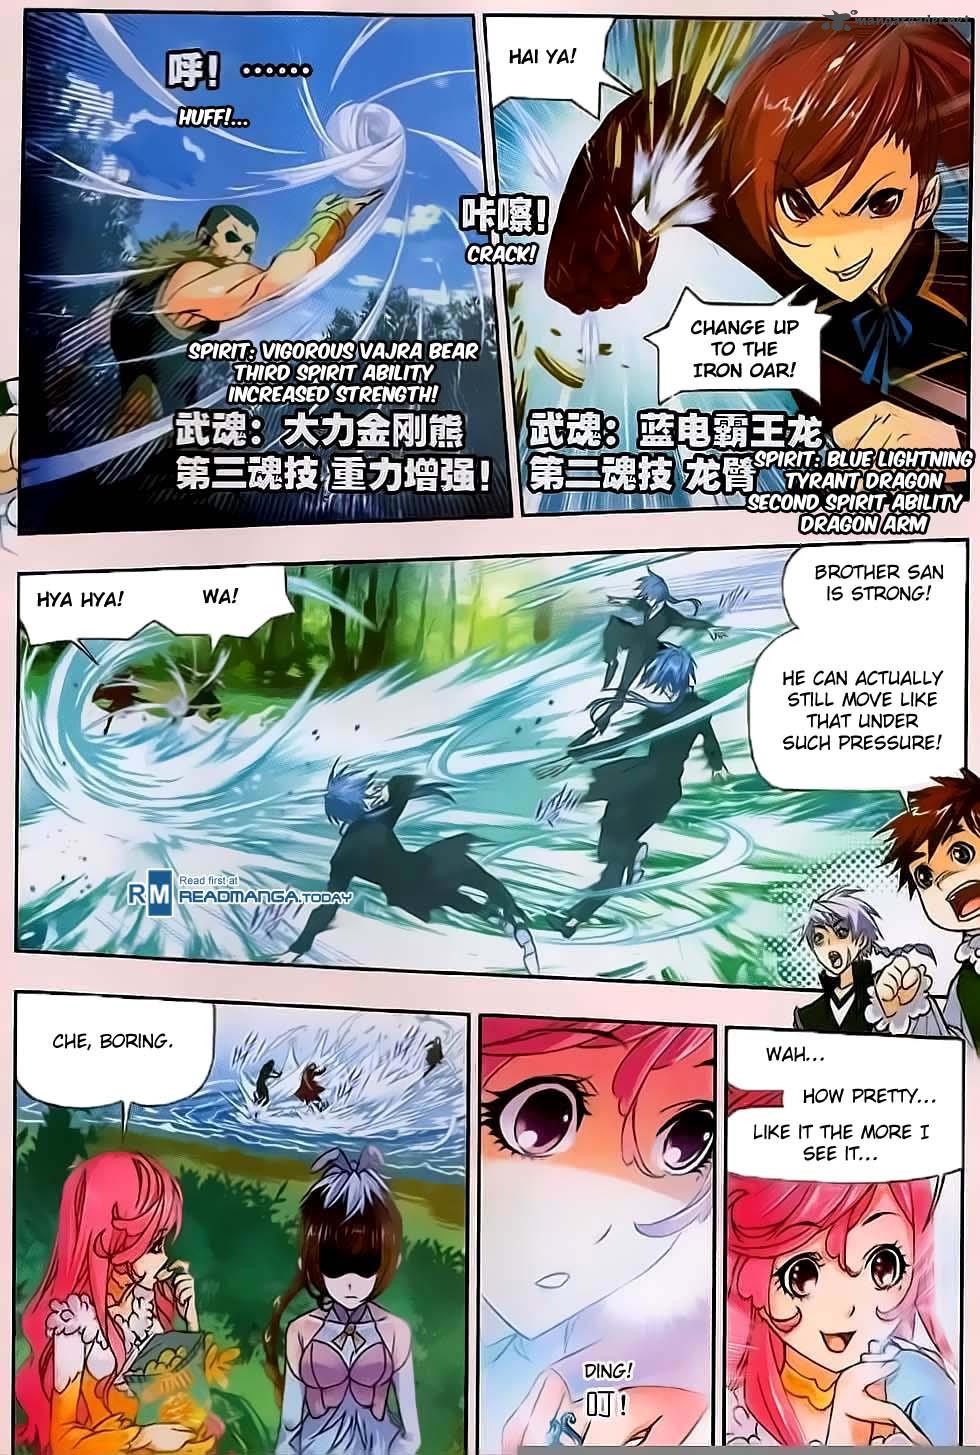 呼！……
HUFF!...
HAI YA!
咔嚓！
CRACK!
CHANGE UP
TO THE
IRON OAR!
SPIRIT: VIGOROUS VAJRA BEAR
THIRD SPIRIT ABILITY
INCREASED STRENGTH!
武魂：大力金刚熊
第三魂技 重力增强！
武魂：蓝电霸王龙
第二魂技 龙臂
SPIRIT: BLUE LIGHTNING
TYRANT DRAGON
SECOND SPIRIT ABILITY
DRAGON ARM
HYA HYA!
WA!
BROTHER SAN
IS STRONG!
HE CAN ACTUALLY
STILL MOVE LIKE
THAT UNDER
SUCH PRESSURE!
RM
Read first at
READMANGA.TODAY
CHE, BORING.
DING!
叮！
WAH...
HOW PRETTY...
LIKE IT THE MORE I
SEE IT...